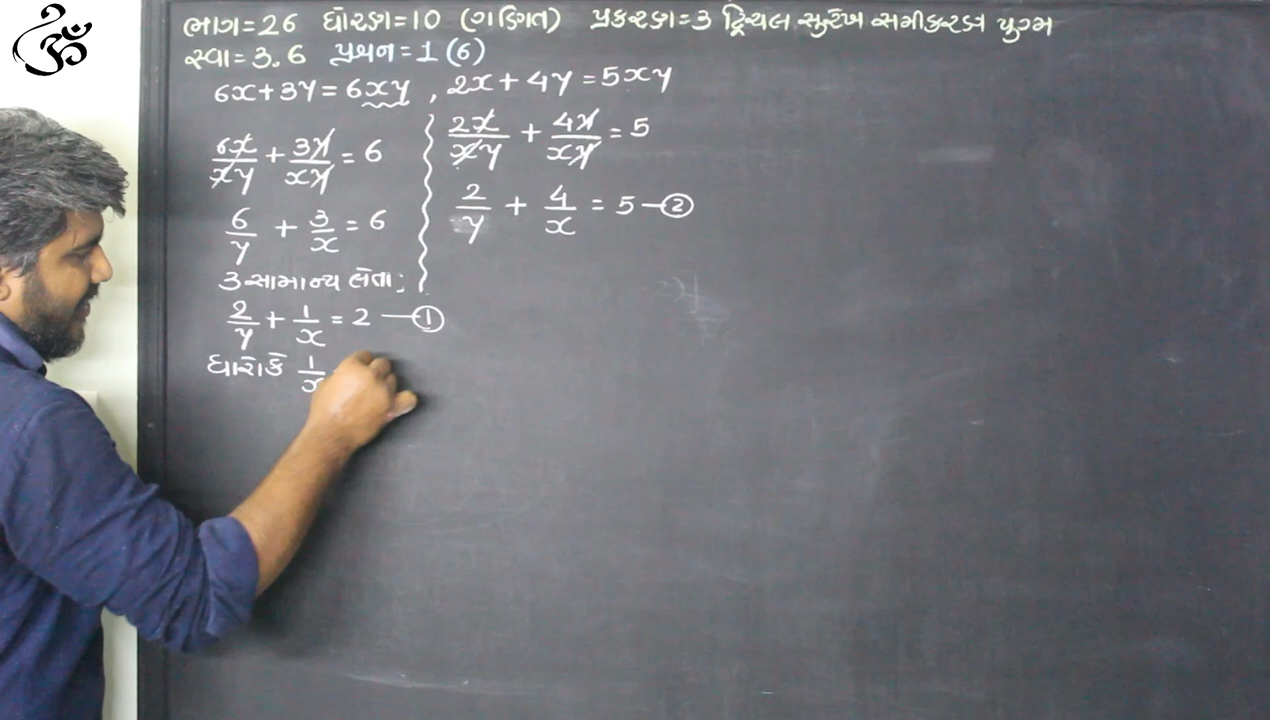 ૐ
ભાગ=26 ધોરણ=10 (ગણિત) પ્રકરણ=3 દ્વિચલ સુરેખ સમીકરણ યુગ્મ
સ્વા=3.6 પ્રશ્ન=1(6)
6x+3y=6xy , 2x+4y=5xy
6x/xy + 3y/xy = 6
6/y + 3/x = 6
3 સામાન્ય લેતા;
2/y + 1/x = 2 —①
ધારોકે 1/x
2x/xy + 4y/xy = 5
2/y + 4/x = 5 —②